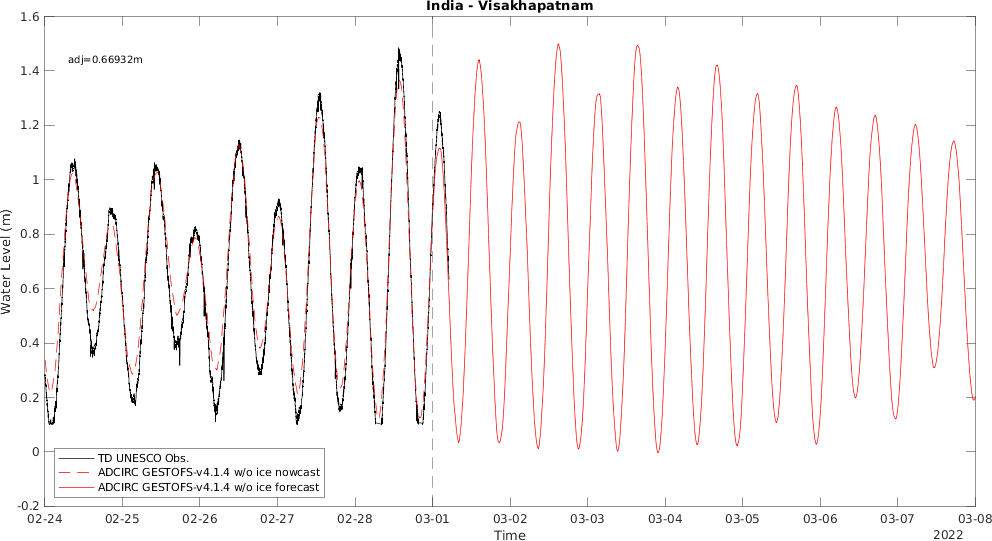 India - Visakhapatnam
adj=0.66932m
Water Level (m)
1.6
1.4
1.2
1
0.8
0.6
0.4
0.2
0
-0.2
TD UNESCO Obs.
ADCIRC GESTOFS-v4.1.4 w/o ice nowcast
ADCIRC GESTOFS-v4.1.4 w/o ice forecast
02-24 02-25 02-26 02-27 02-28 03-01 03-02 03-03 03-04 03-05 03-06 03-07 03-08
Time
2022